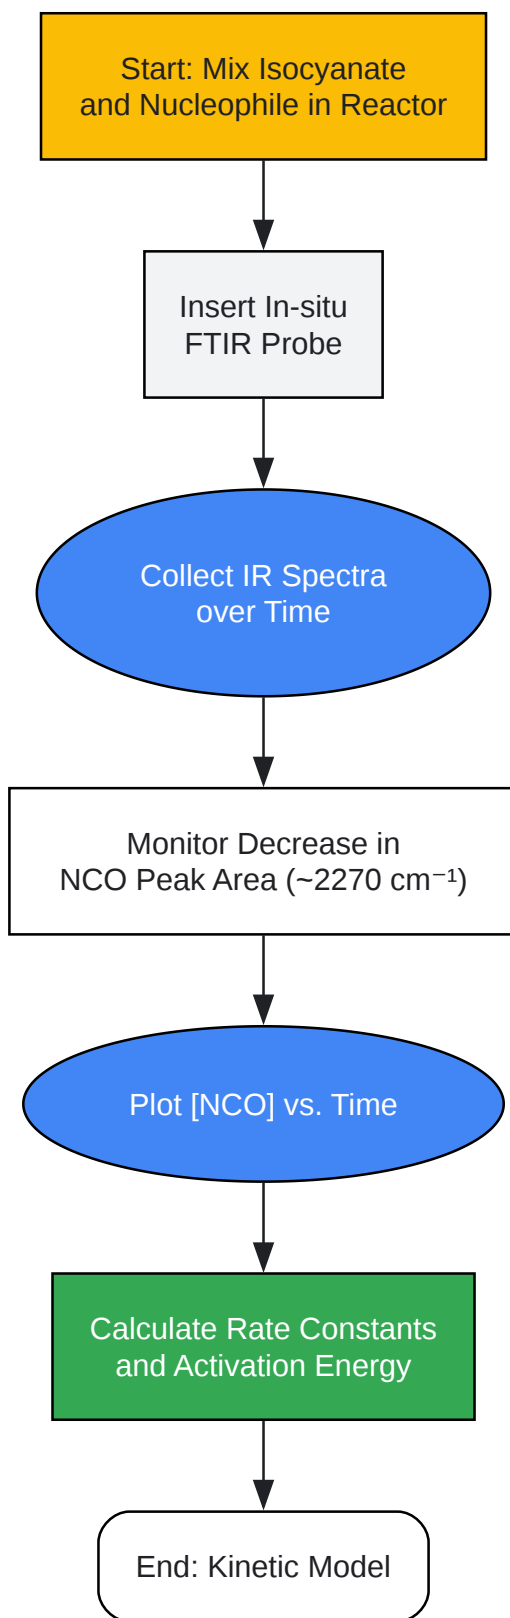 Start: Mix Isocyanate
and Nucleophile in Reactor
Insert In-situ
FTIR Probe
Collect IR Spectra
over Time
Monitor Decrease in
NCO Peak Area (~2270 cm⁻¹)
Plot [NCO] vs. Time
Calculate Rate Constants
and Activation Energy
End: Kinetic Model